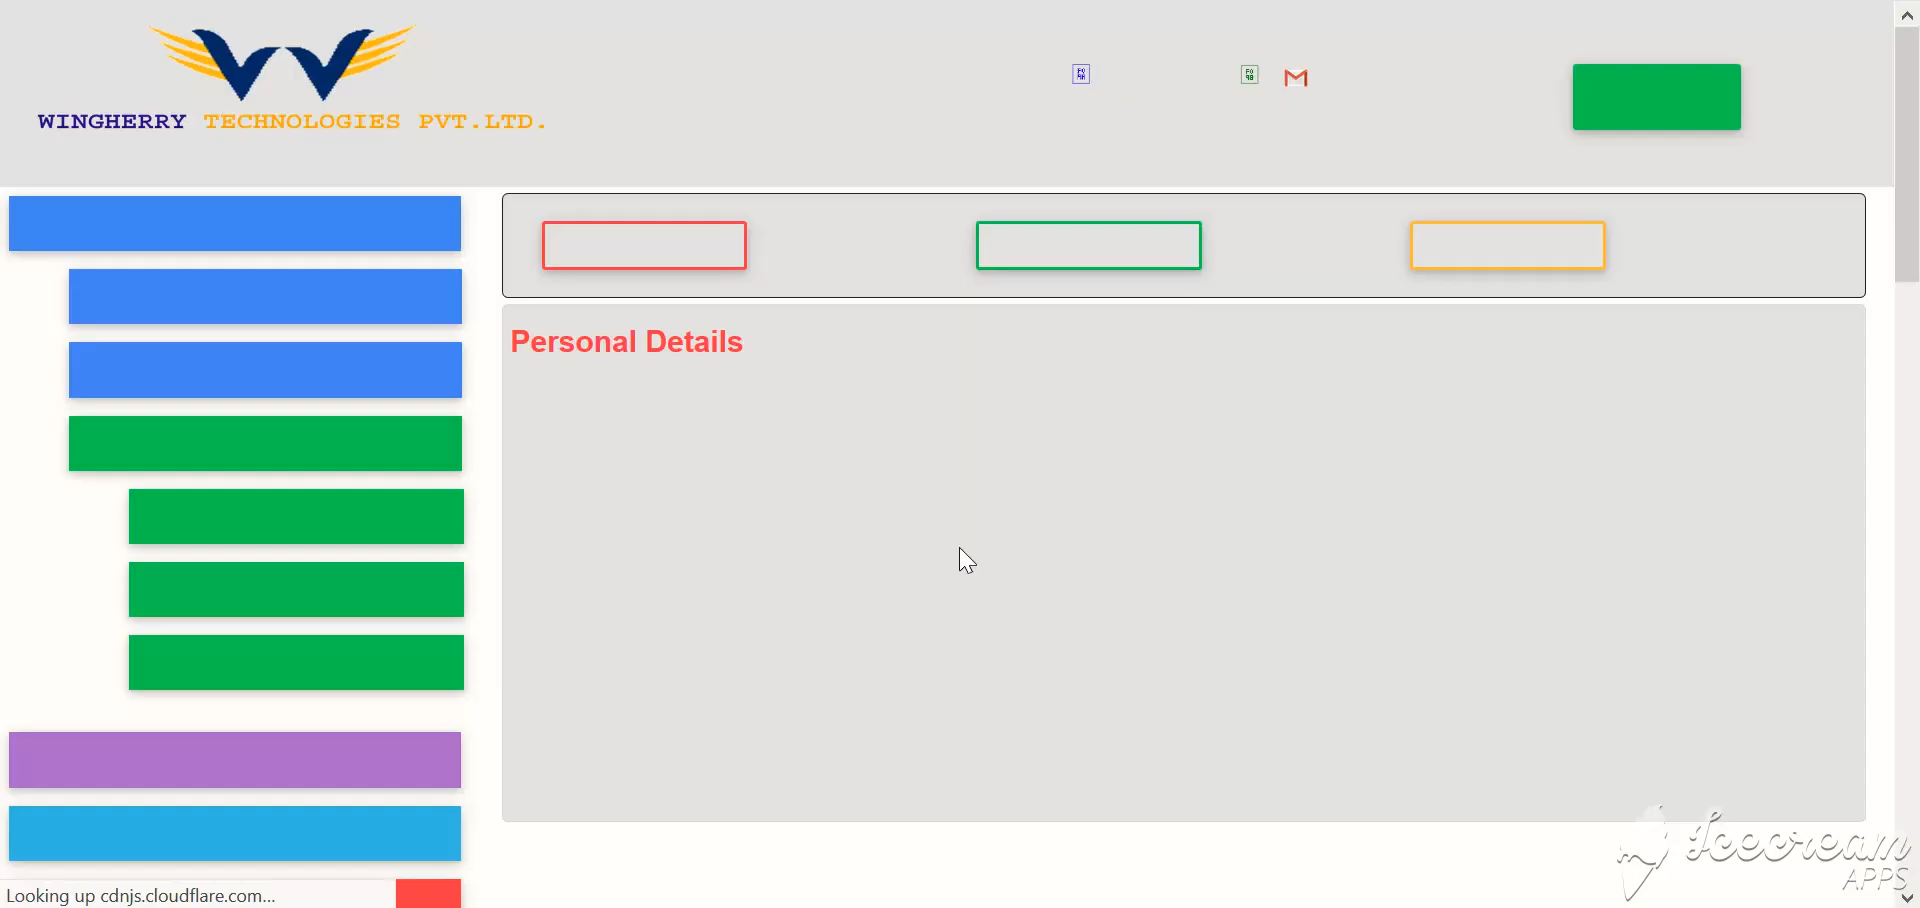 WINGHERRY TECHNOLOGIES PVT.LTD.
Personal Details
Looking up cdnjs.cloudflare.com...
Icecream
APPS